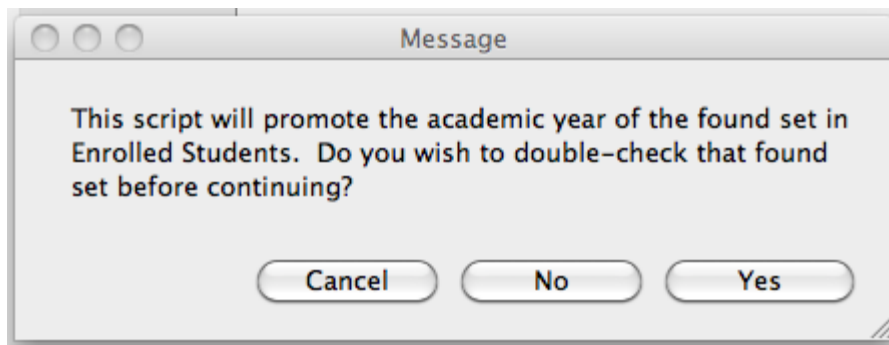 Message
This script will promote the academic year of the found set in
Enrolled Students.  Do you wish to double-check that found
set before continuing?
Cancel No Yes